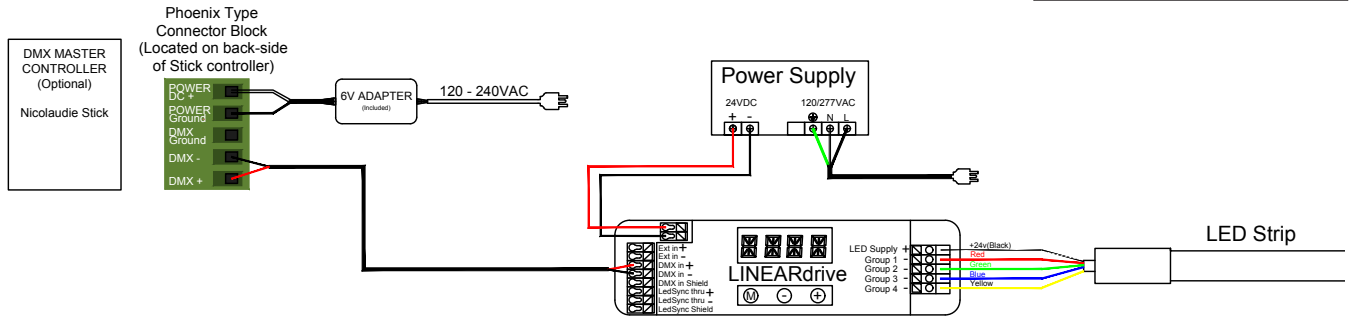 DMX MASTER
CONTROLLER
(Optional)
Nicolaudie Stick
Phoenix Type
Connector Block
(Located on back-side
of Stick controller)
POWER
DC +
POWER
Ground
DMX
Ground
DMX -
DMX +
6V ADAPTER
(Included)
120 - 240VAC
Power Supply
24VDC
120/277VAC
+ -
N L
Ext in +
Ext in -
DMX in +
DMX in -
DMX in Shield
LedSync thru +
LedSync thru -
LedSync Shield
LINEARdrive
M - +
LED Supply +
Group 1 -
Group 2 -
Group 3 -
Group 4 -
+24v(Black)
Red
Green
Blue
Yellow
LED Strip